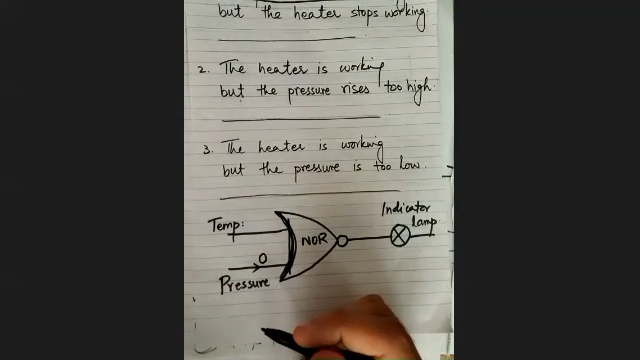 but the heater stops working
2. The heater is working
but the pressure rises too high.
3. The heater is working
but the pressure is too low.
Indicator
lamp
Temp:
NOR
0
Pressure